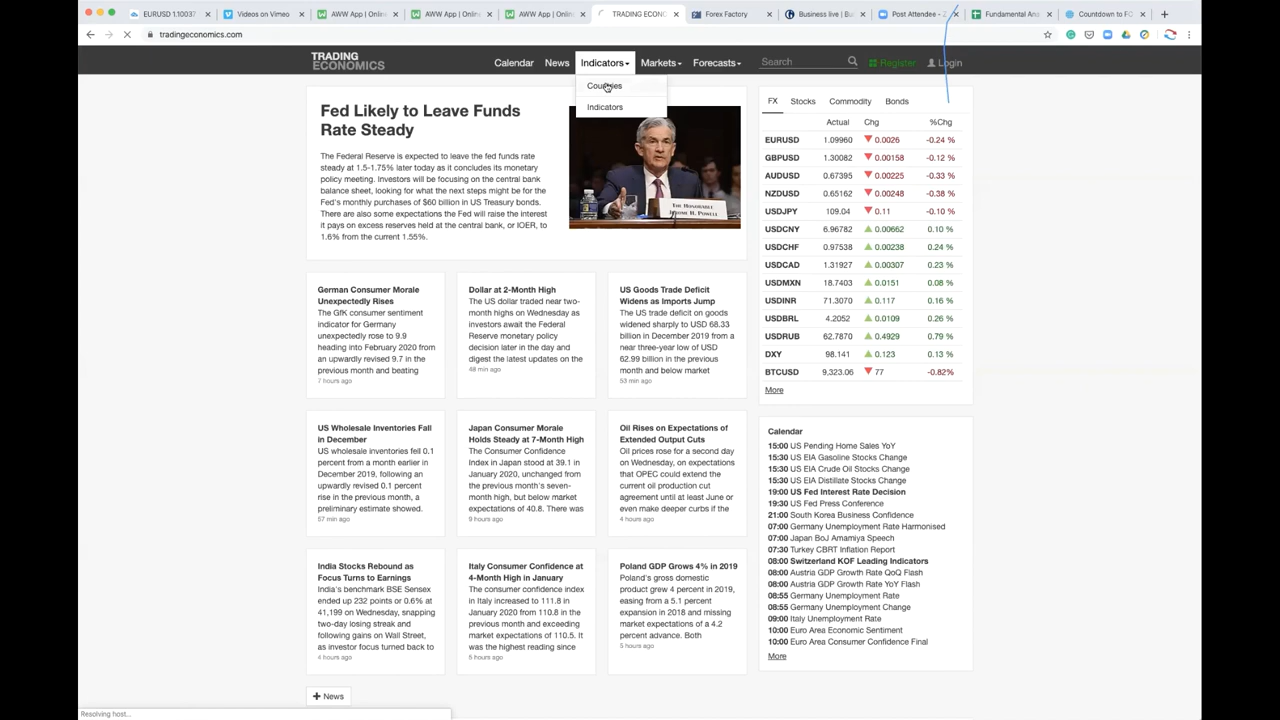 EURUSD 1.10037
Videos on Vimeo
AWW App | Onlin
AWW App | Onlin
AWW App | Onlin
TRADING ECONO
Forex Factory
Business live | Bu
Post Attendee - Z
Fundamental Ana
Countdown to FO
tradingeconomics.com
TRADING
ECONOMICS
Calendar News Indicators Markets Forecasts Search Register Login
Countries
Indicators
Fed Likely to Leave Funds
Rate Steady
The Federal Reserve is expected to leave the fed funds rate
steady at 1.5-1.75% later today as it concludes its monetary
policy meeting. Investors will be focusing on the central bank
balance sheet, looking for what the next steps might be for the
Fed's monthly purchases of $60 billion in US Treasury bonds.
There are also some expectations the Fed will raise the interest
it pays on excess reserves held at the central bank, or IOER, to
1.6% from the current 1.55%.
THE HONORABLE
JEROME H. POWELL
German Consumer Morale
Unexpectedly Rises
The GfK consumer sentiment
indicator for Germany
unexpectedly rose to 9.9
heading into February 2020 from
an upwardly revised 9.7 in the
previous month and beating
7 hours ago
Dollar at 2-Month High
The US dollar traded near two-
month highs on Wednesday as
investors await the Federal
Reserve monetary policy
decision later in the day and
digest the latest updates on the
48 min ago
US Goods Trade Deficit
Widens as Imports Jump
The US trade deficit on goods
widened sharply to USD 68.33
billion in December 2019 from a
near three-year low of USD
62.99 billion in the previous
month and below market
53 min ago
US Wholesale Inventories Fall
in December
US wholesale inventories fell 0.1
percent from a month earlier in
December 2019, following an
upwardly revised 0.1 percent
rise in the previous month, a
preliminary estimate showed.
57 min ago
Japan Consumer Morale
Holds Steady at 7-Month High
The Consumer Confidence
Index in Japan stood at 39.1 in
January 2020, unchanged from
the previous month's seven-
month high, but below market
expectations of 40.8. There was
9 hours ago
Oil Rises on Expectations of
Extended Output Cuts
Oil prices rose for a second day
on Wednesday, on expectations
that OPEC could extend the
current oil production cut
agreement until at least June or
even make deeper curbs if the
4 hours ago
India Stocks Rebound as
Focus Turns to Earnings
India's benchmark BSE Sensex
ended up 232 points or 0.6% at
41,199 on Wednesday, snapping
two-day losing streak and
following gains on Wall Street,
as investor focus turned back to
4 hours ago
Italy Consumer Confidence at
4-Month High in January
The consumer confidence index
in Italy increased to 111.8 in
January 2020 from 110.8 in the
previous month and exceeding
market expectations of 110.5. It
was the highest reading since
5 hours ago
Poland GDP Grows 4% in 2019
Poland's gross domestic
product grew 4 percent in 2019,
easing from a 5.1 percent
expansion in 2018 and missing
market expectations of a 4.2
percent advance. Both
5 hours ago
+ News
FX Stocks Commodity Bonds
Actual Chg %Chg
EURUSD 1.09960 0.0026 -0.24 %
GBPUSD 1.30082 0.00158 -0.12 %
AUDUSD 0.67395 0.00225 -0.33 %
NZDUSD 0.65162 0.00248 -0.38 %
USDJPY 109.04 0.11 -0.10 %
USDCNY 6.96782 0.00662 0.10 %
USDCHF 0.97538 0.00238 0.24 %
USDCAD 1.31927 0.00307 0.23 %
USDMXN 18.7403 0.0151 0.08 %
USDINR 71.3070 0.117 0.16 %
USDBRL 4.2052 0.0109 0.26 %
USDRUB 62.7870 0.4929 0.79 %
DXY 98.141 0.123 0.13 %
BTCUSD 9,323.06 77 -0.82%
More
Calendar
15:00 US Pending Home Sales YoY
15:30 US EIA Gasoline Stocks Change
15:30 US EIA Crude Oil Stocks Change
15:30 US EIA Distillate Stocks Change
19:00 US Fed Interest Rate Decision
19:30 US Fed Press Conference
21:00 South Korea Business Confidence
07:00 Germany Unemployment Rate Harmonised
07:00 Japan BoJ Amamiya Speech
07:30 Turkey CBRT Inflation Report
08:00 Switzerland KOF Leading Indicators
08:00 Austria GDP Growth Rate QoQ Flash
08:00 Austria GDP Growth Rate YoY Flash
08:55 Germany Unemployment Rate
08:55 Germany Unemployment Change
09:00 Italy Unemployment Rate
10:00 Euro Area Economic Sentiment
10:00 Euro Area Consumer Confidence Final
More
Resolving host...